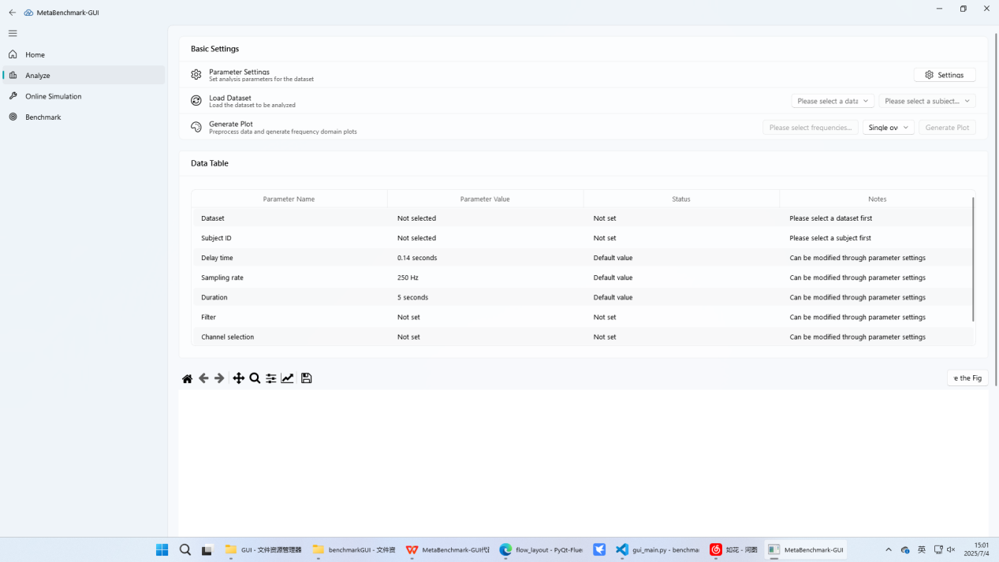 MetaBenchmark-GUI
Home
Analyze
Online Simulation
Benchmark
Basic Settings
Parameter Settings
Set analysis parameters for the dataset
Settings
Load Dataset
Load the dataset to be analyzed
Please select a data
Please select a subject...
Generate Plot
Preprocess data and generate frequency domain plots
Please select frequencies...
Single ov
Generate Plot
Data Table
Parameter Name Parameter Value Status Notes
Dataset Not selected Not set Please select a dataset first
Subject ID Not selected Not set Please select a subject first
Delay time 0.14 seconds Default value Can be modified through parameter settings
Sampling rate 250 Hz Default value Can be modified through parameter settings
Duration 5 seconds Default value Can be modified through parameter settings
Filter Not set Not set Can be modified through parameter settings
Channel selection Not set Not set Can be modified through parameter settings
e the Fig
GUI - 文件资源管理器
benchmarkGUI - 文件资
MetaBenchmark-GUI代
flow_layout - PyQt-Fluer
gui_main.py - benchmar
如花 - 河图
MetaBenchmark-GUI
英
15:01
2025/7/4